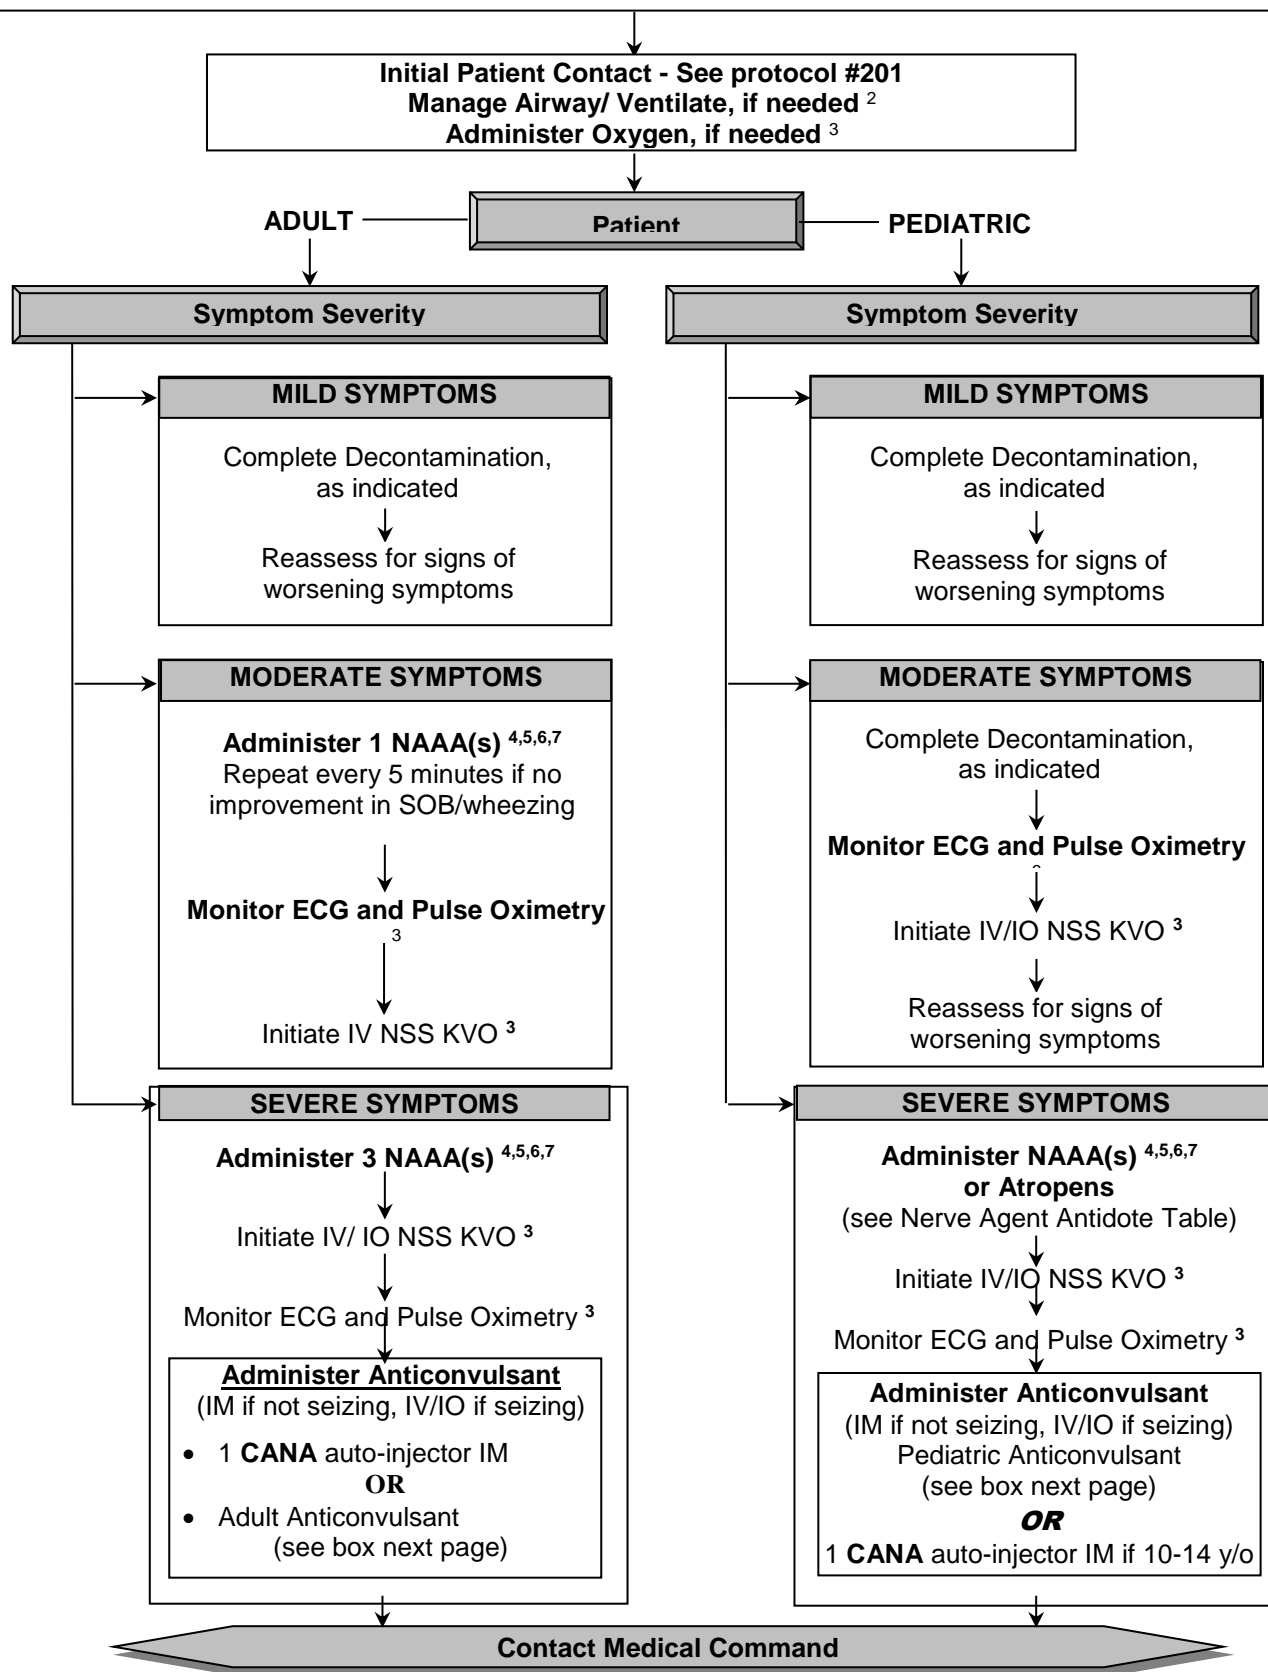 Initial Patient Contact - See protocol #201
Manage Airway/ Ventilate, if needed 2
Administer Oxygen, if needed 3
ADULT
Patient
PEDIATRIC
Symptom Severity
MILD SYMPTOMS
Complete Decontamination,
as indicated
Reassess for signs of
worsening symptoms
MODERATE SYMPTOMS
Administer 1 NAAA(s) 4,5,6,7
Repeat every 5 minutes if no
improvement in SOB/wheezing
Monitor ECG and Pulse Oximetry
3
Initiate IV NSS KVO 3
SEVERE SYMPTOMS
Administer 3 NAAA(s) 4,5,6,7
Initiate IV/ IO NSS KVO 3
Monitor ECG and Pulse Oximetry 3
Administer Anticonvulsant
(IM if not seizing, IV/IO if seizing)
• 1 CANA auto-injector IM
OR
• Adult Anticonvulsant
(see box next page)
Symptom Severity
MILD SYMPTOMS
Complete Decontamination,
as indicated
Reassess for signs of
worsening symptoms
MODERATE SYMPTOMS
Complete Decontamination,
as indicated
Monitor ECG and Pulse Oximetry
Initiate IV/IO NSS KVO 3
Reassess for signs of
worsening symptoms
SEVERE SYMPTOMS
Administer NAAA(s) 4,5,6,7
or Atropens
(see Nerve Agent Antidote Table)
Initiate IV/IO NSS KVO 3
Monitor ECG and Pulse Oximetry 3
Administer Anticonvulsant
(IM if not seizing, IV/IO if seizing)
Pediatric Anticonvulsant
(see box next page)
OR
1 CANA auto-injector IM if 10-14 y/o
Contact Medical Command